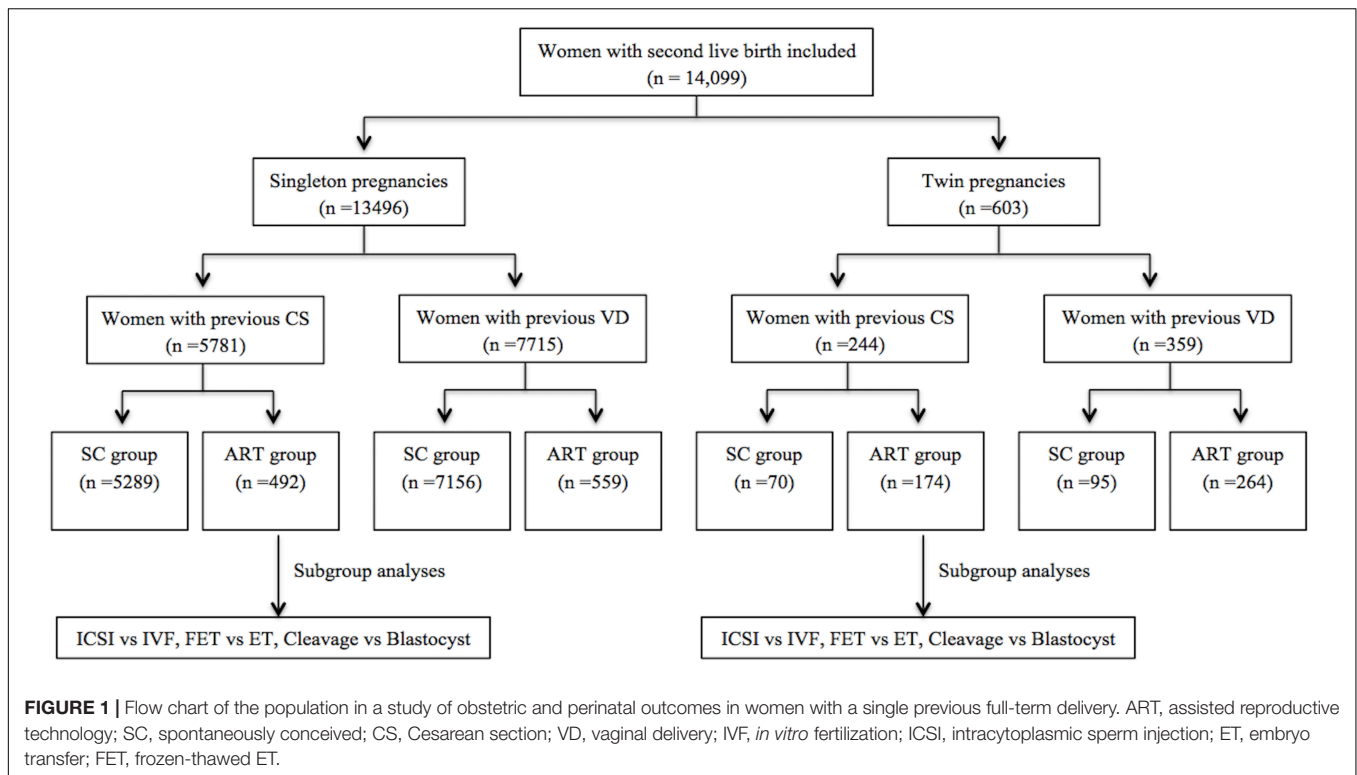 Women with second live birth included
(n = 14,099)
Singleton pregnancies
(n =13496)
Twin pregnancies
(n =603)
Women with previous CS
(n =5781)
Women with previous VD
(n =7715)
Women with previous CS
(n =244)
Women with previous VD
(n =359)
SC group
(n =5289)
ART group
(n =492)
SC group
(n =7156)
ART group
(n =559)
SC group
(n =70)
ART group
(n =174)
SC group
(n =95)
ART group
(n =264)
Subgroup analyses
Subgroup analyses
ICSI vs IVF, FET vs ET, Cleavage vs Blastocyst
ICSI vs IVF, FET vs ET, Cleavage vs Blastocyst
FIGURE 1 | Flow chart of the population in a study of obstetric and perinatal outcomes in women with a single previous full-term delivery. ART, assisted reproductive
technology; SC, spontaneously conceived; CS, Cesarean section; VD, vaginal delivery; IVF, in vitro fertilization; ICSI, intracytoplasmic sperm injection; ET, embryo
transfer; FET, frozen-thawed ET.